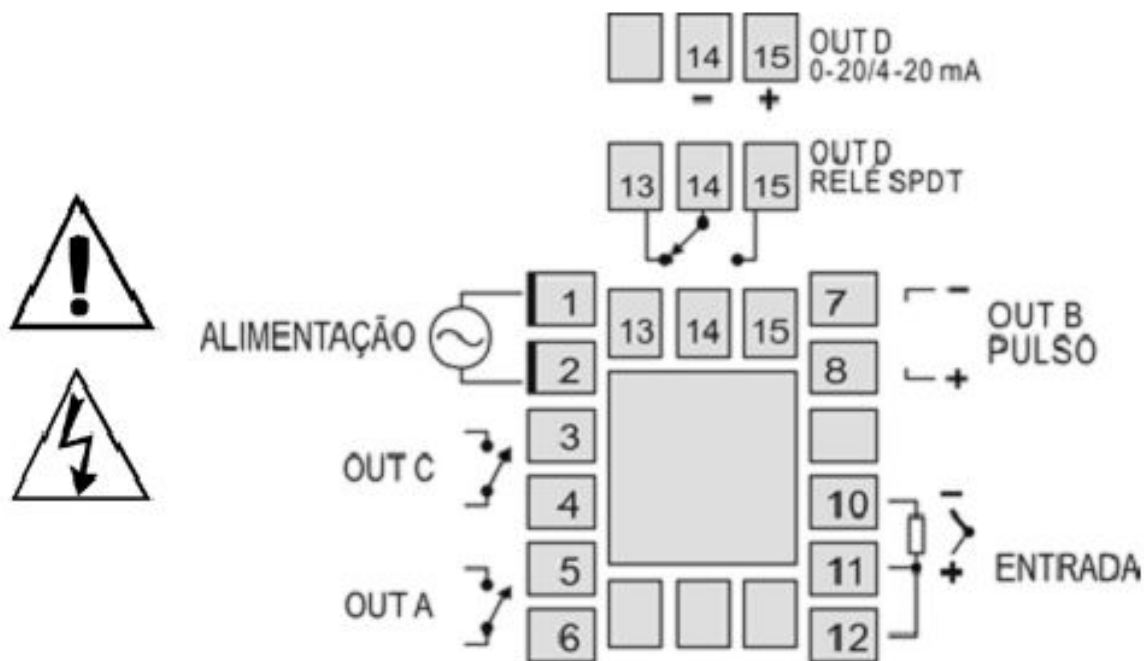 14 15 OUT D
0-20/4-20 mA
- +
13 14 15 OUT D
RELÉ SPDT
ALIMENTAÇÃO
1
2
3
4
5
6
OUT C
OUT A
13 14 15
7
8
10
11
12
-
+
OUT B
PULSO
-
+
ENTRADA